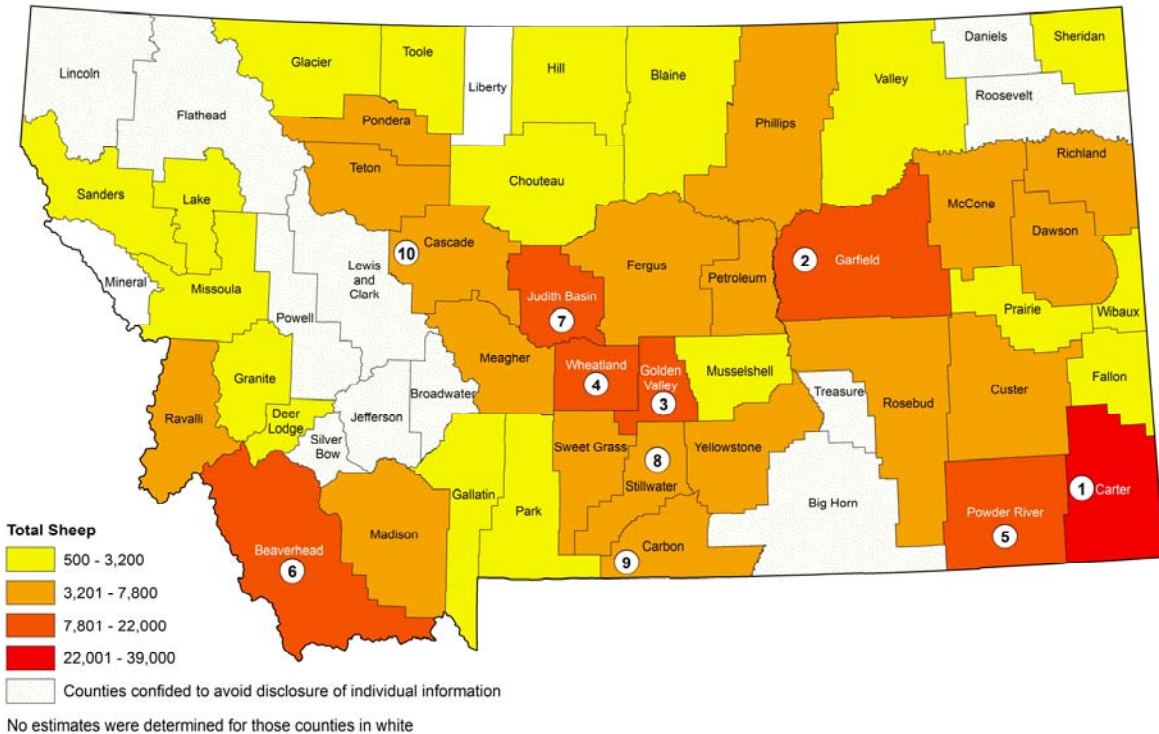 Lincoln
Flathead
Glacier
Toole
Liberty
Hill
Blaine
Phillips
Valley
Daniels
Roosevelt
Sheridan
Pondera
Teton
Chouteau
Sanders
Lake
Mineral
Missoula
Powell
Lewis
and
Clark
10
Cascade
7
Judith Basin
Fergus
Petroleum
2
Garfield
McCone
Richland
Dawson
Prairie
Wibaux
Fallon
Ravalli
Granite
Deer
Lodge
Silver
Bow
Jefferson
Broadwater
Meagher
Wheatland
4
Golden
Valley
3
Musselshell
Treasure
Rosebud
Custer
Beaverhead
6
Madison
Gallatin
Park
Sweet Grass
8
Stillwater
Yellowstone
9
Carbon
Big Horn
Powder River
5
1
Carter
Total Sheep
500 - 3,200
3,201 - 7,800
7,801 - 22,000
22,001 - 39,000
Counties confided to avoid disclosure of individual information
No estimates were determined for those counties in white